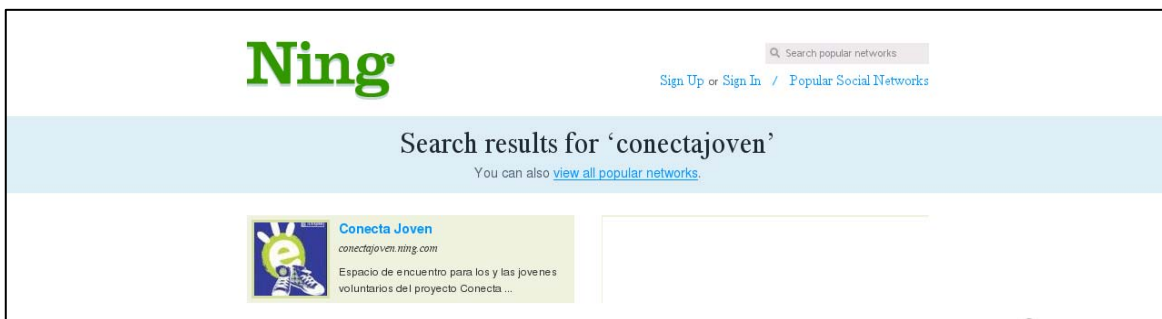 Ning
Search popular networks
Sign Up or Sign In / Popular Social Networks
Search results for ‘conectajoven’
You can also view all popular networks.
Conecta Joven
conectajoven.ning.com
Espacio de encuentro para los y las jovenes
voluntarios del proyecto Conecta ...